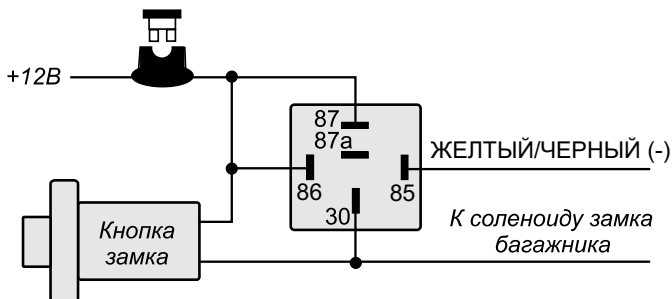 +12В
87
87а
ЖЕЛТЫЙ/ЧЕРНЫЙ (-)
86
85
30
К соленоиду замка
багажника
Кнопка
замка